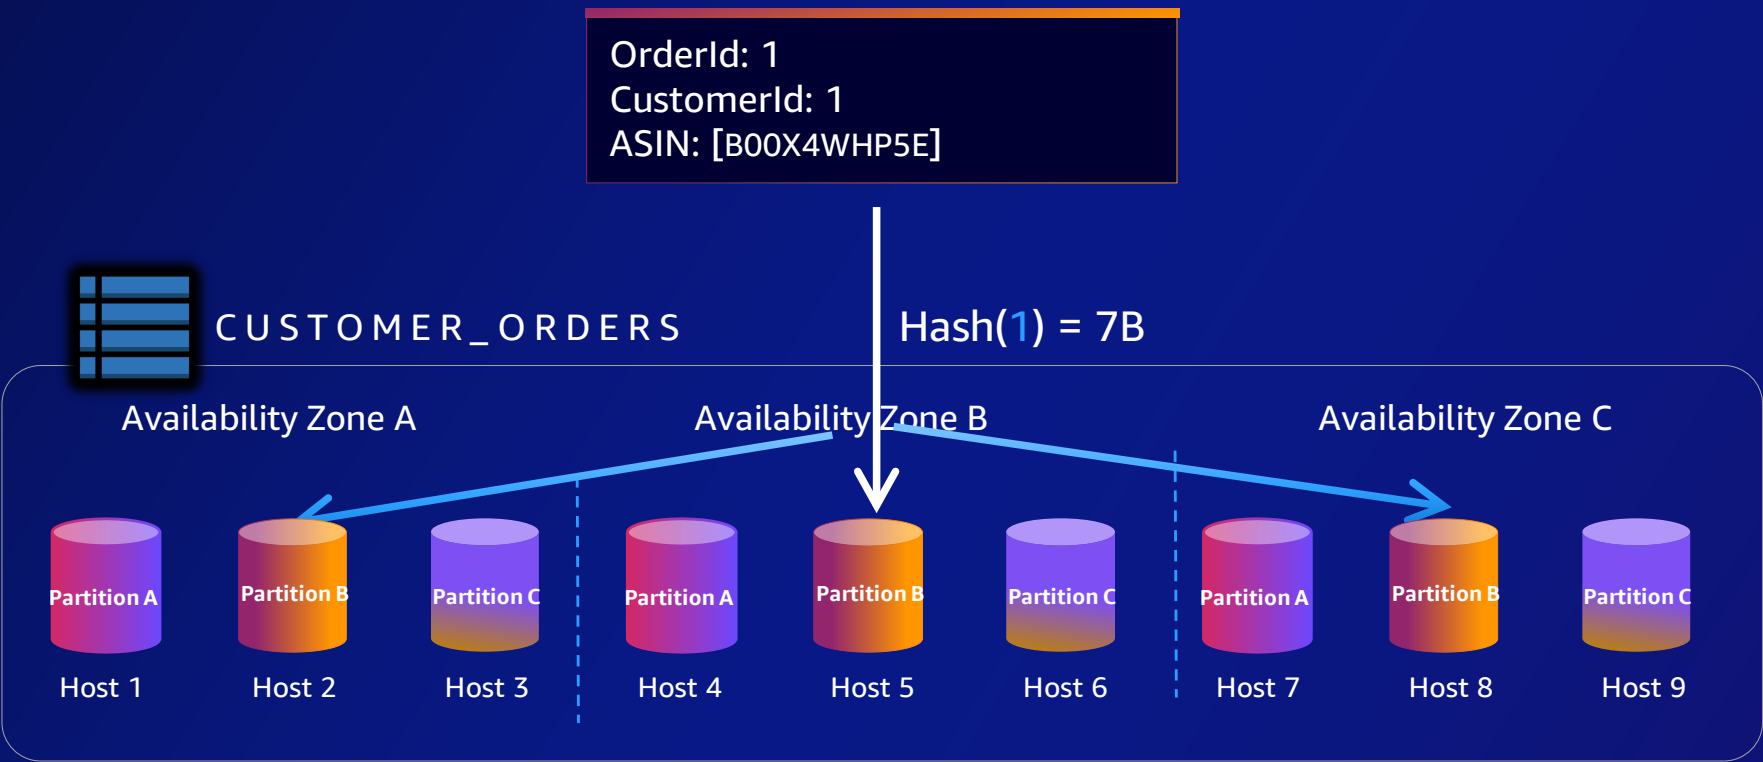 OrderId: 1
CustomerId: 1
ASIN: [B00X4WHP5E]
CUSTOMER_ORDERS
Hash(1) = 7B
Availability Zone A
Availability Zone B
Availability Zone C
Partition A
Partition B
Partition C
Partition A
Partition B
Partition C
Partition A
Partition B
Partition C
Host 1
Host 2
Host 3
Host 4
Host 5
Host 6
Host 7
Host 8
Host 9